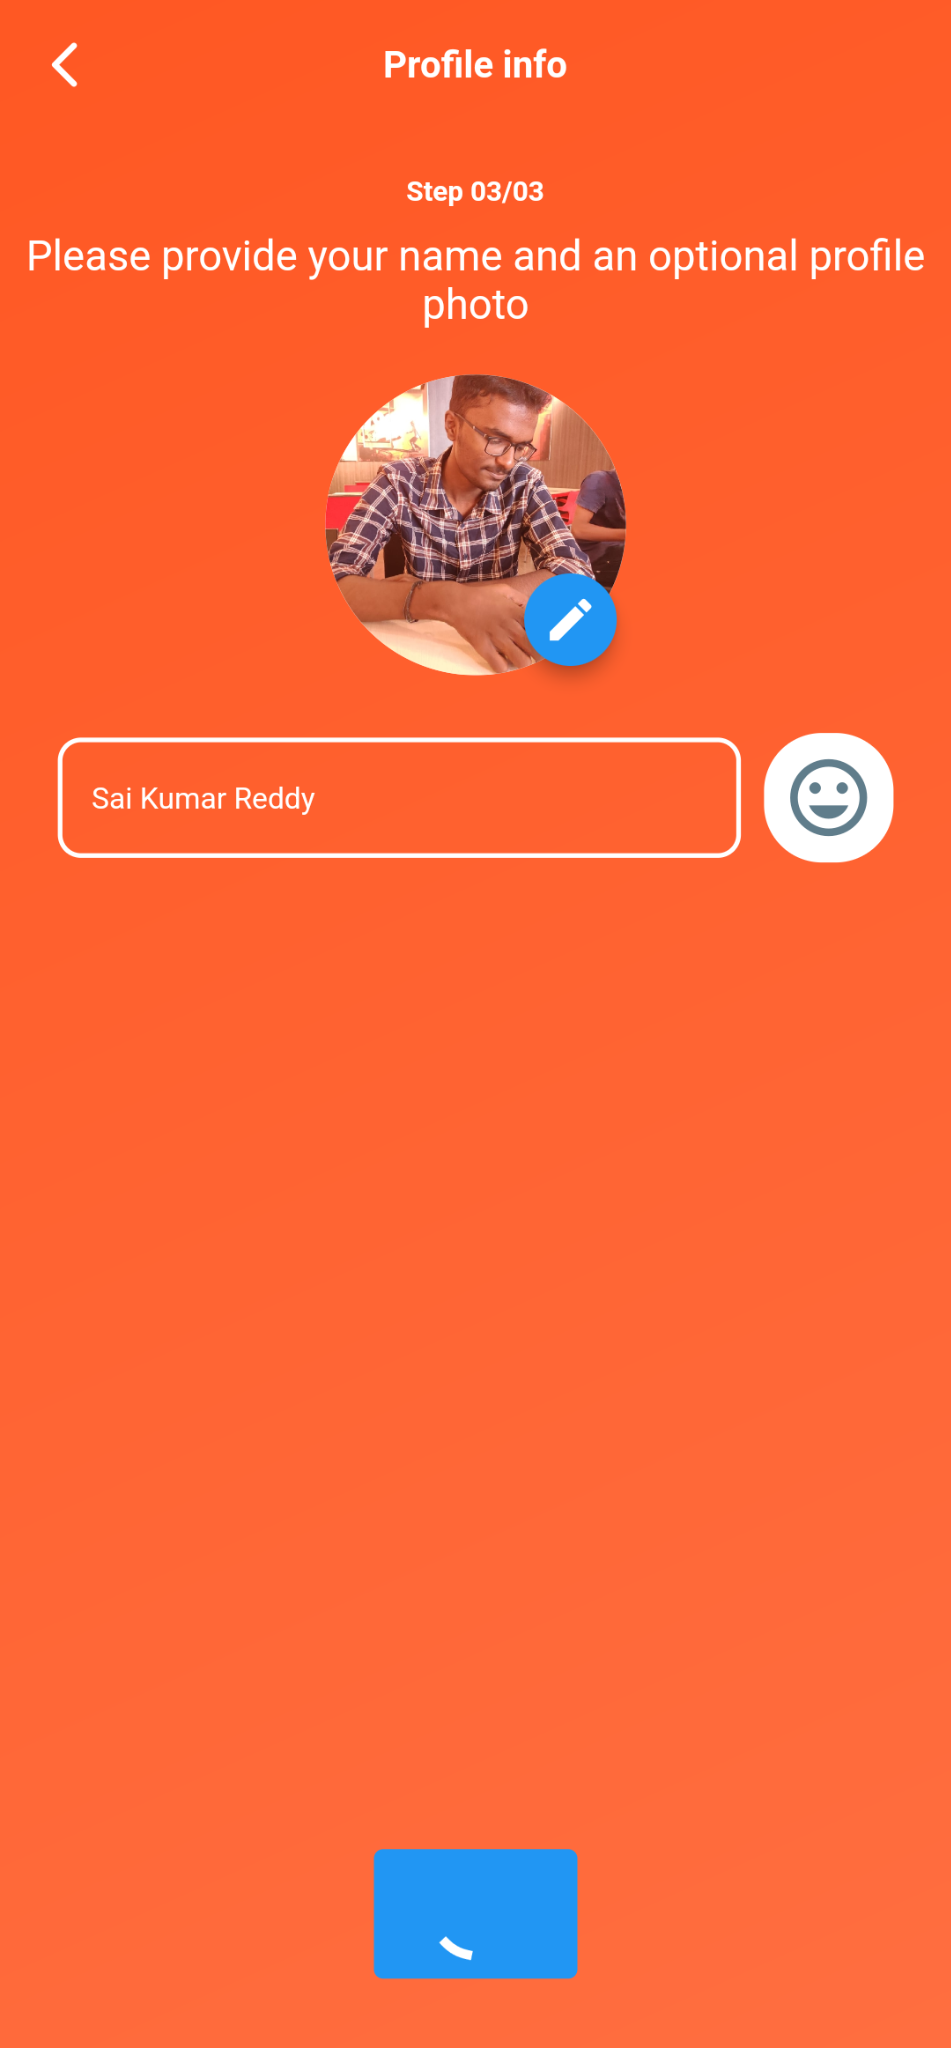 Profile info
Step 03/03
Please provide your name and an optional profile
photo
Sai Kumar Reddy